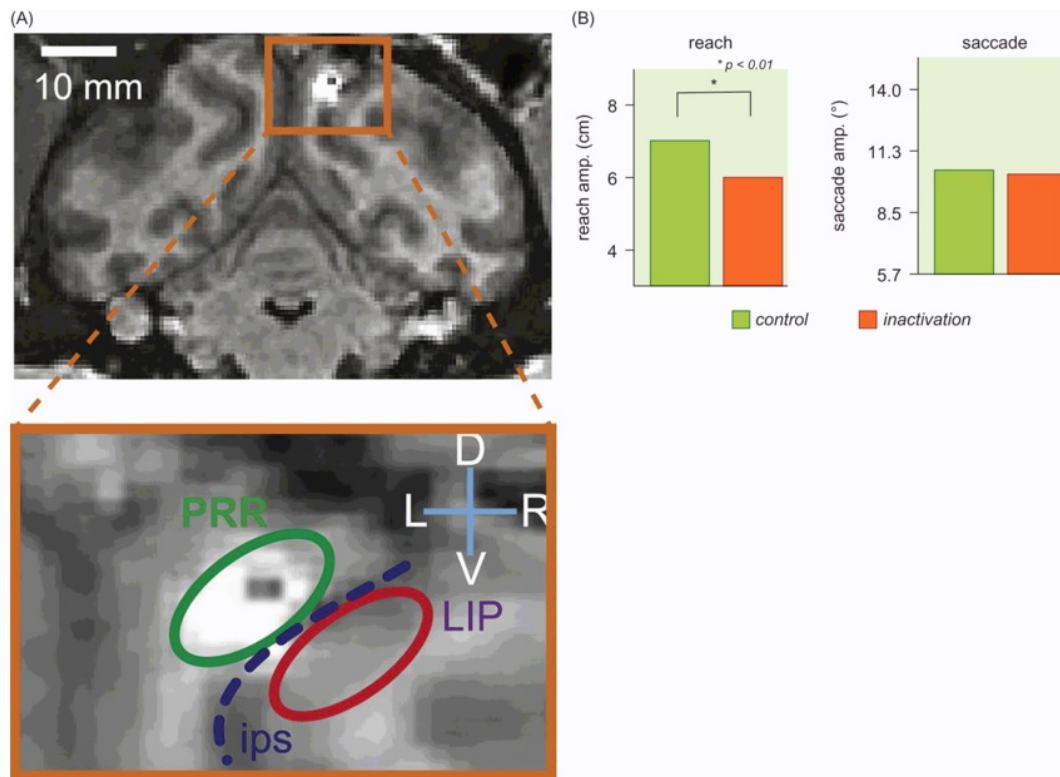 (A)
10 mm
PRR
D
L
R
V
LIP
ips
(B)
reach
* p < 0.01
*
reach amp. (cm)
8
6
4
saccade
saccade amp. (°)
14.0
11.3
8.5
5.7
control
inactivation